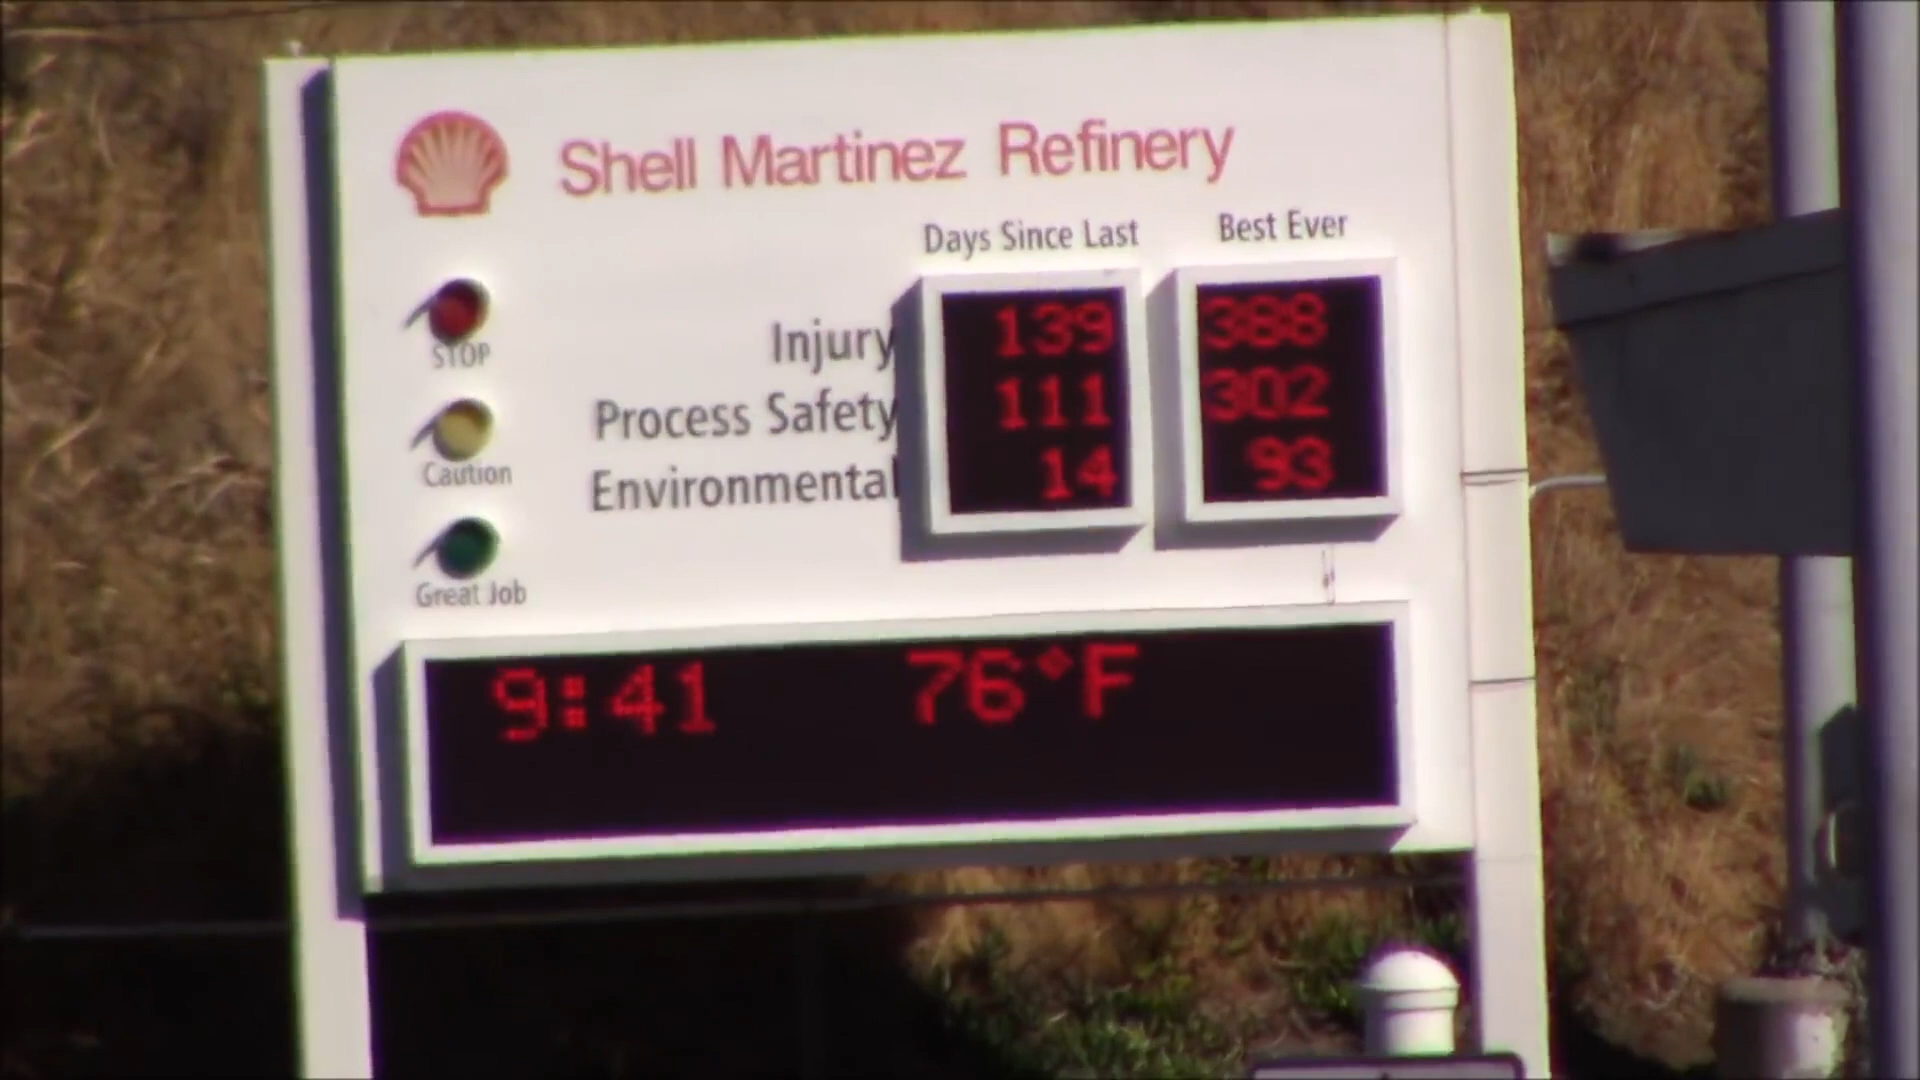 Shell Martinez Refinery
Days Since Last Best Ever
STOP
Injury 139 388
Process Safety 111 302
Caution
Environmental 14 93
Great Job
9:41 76°F